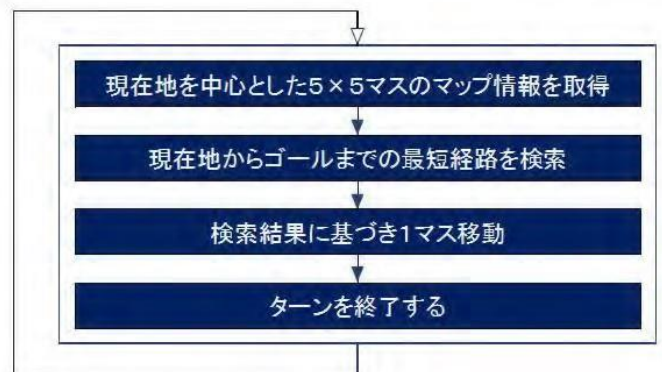 現在地を中心とした５×５マスのマップ情報を取得
現在地からゴールまでの最短経路を検索
検索結果に基づき１マス移動
ターンを終了する